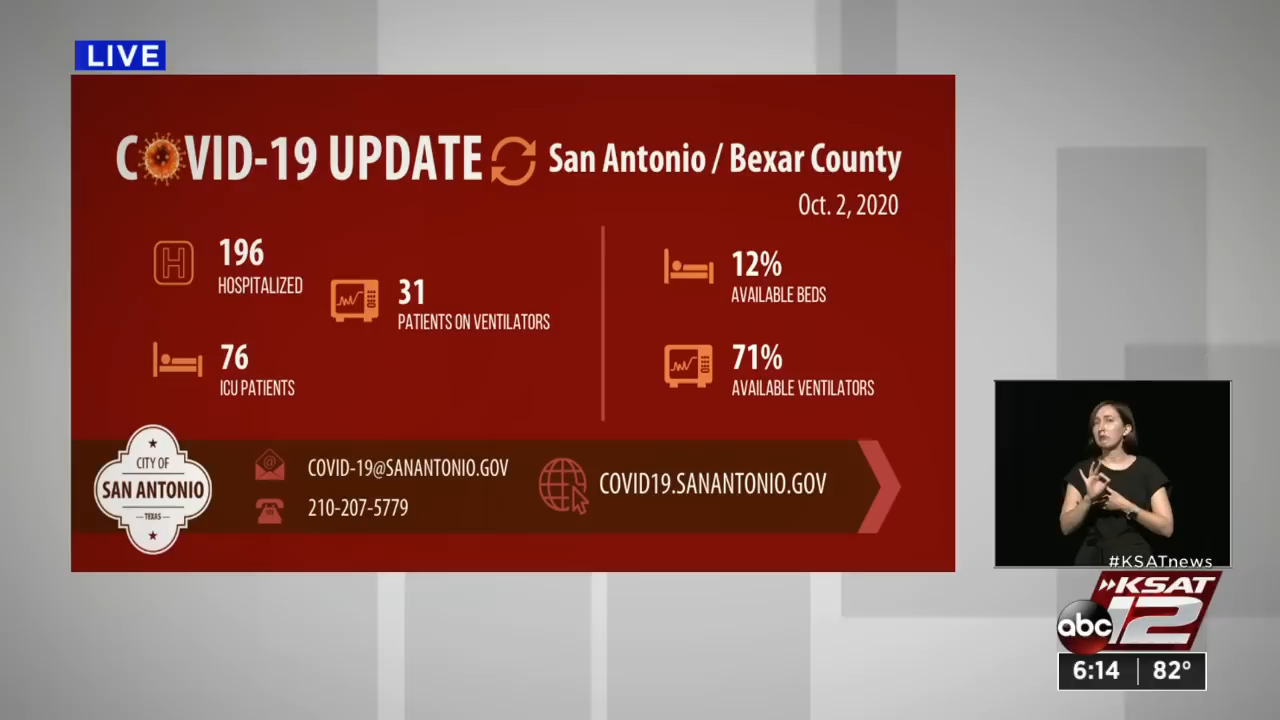 LIVE
COVID-19 UPDATE
San Antonio / Bexar County
Oct. 2, 2020
196
HOSPITALIZED
31
PATIENTS ON VENTILATORS
76
ICU PATIENTS
12%
AVAILABLE BEDS
71%
AVAILABLE VENTILATORS
CITY OF
SAN ANTONIO
TEXAS
COVID-19@SANANTONIO.GOV
210-207-5779
COVID19.SANANTONIO.GOV
#KSATnews
KSAT
abc 12
6:14 82°